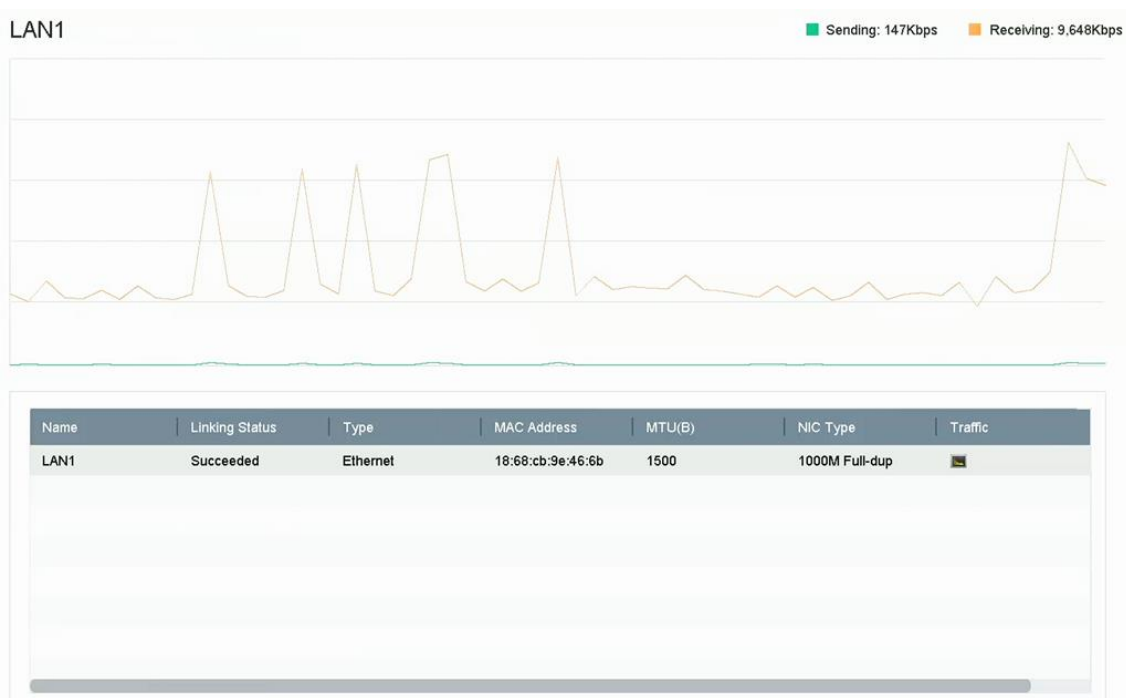 LAN1
Sending: 147Kbps Receiving: 9,648Kbps
Name Linking Status Type MAC Address MTU(B) NIC Type Traffic
LAN1 Succeeded Ethernet 18:68:cb:9e:46:6b 1500 1000M Full-dup